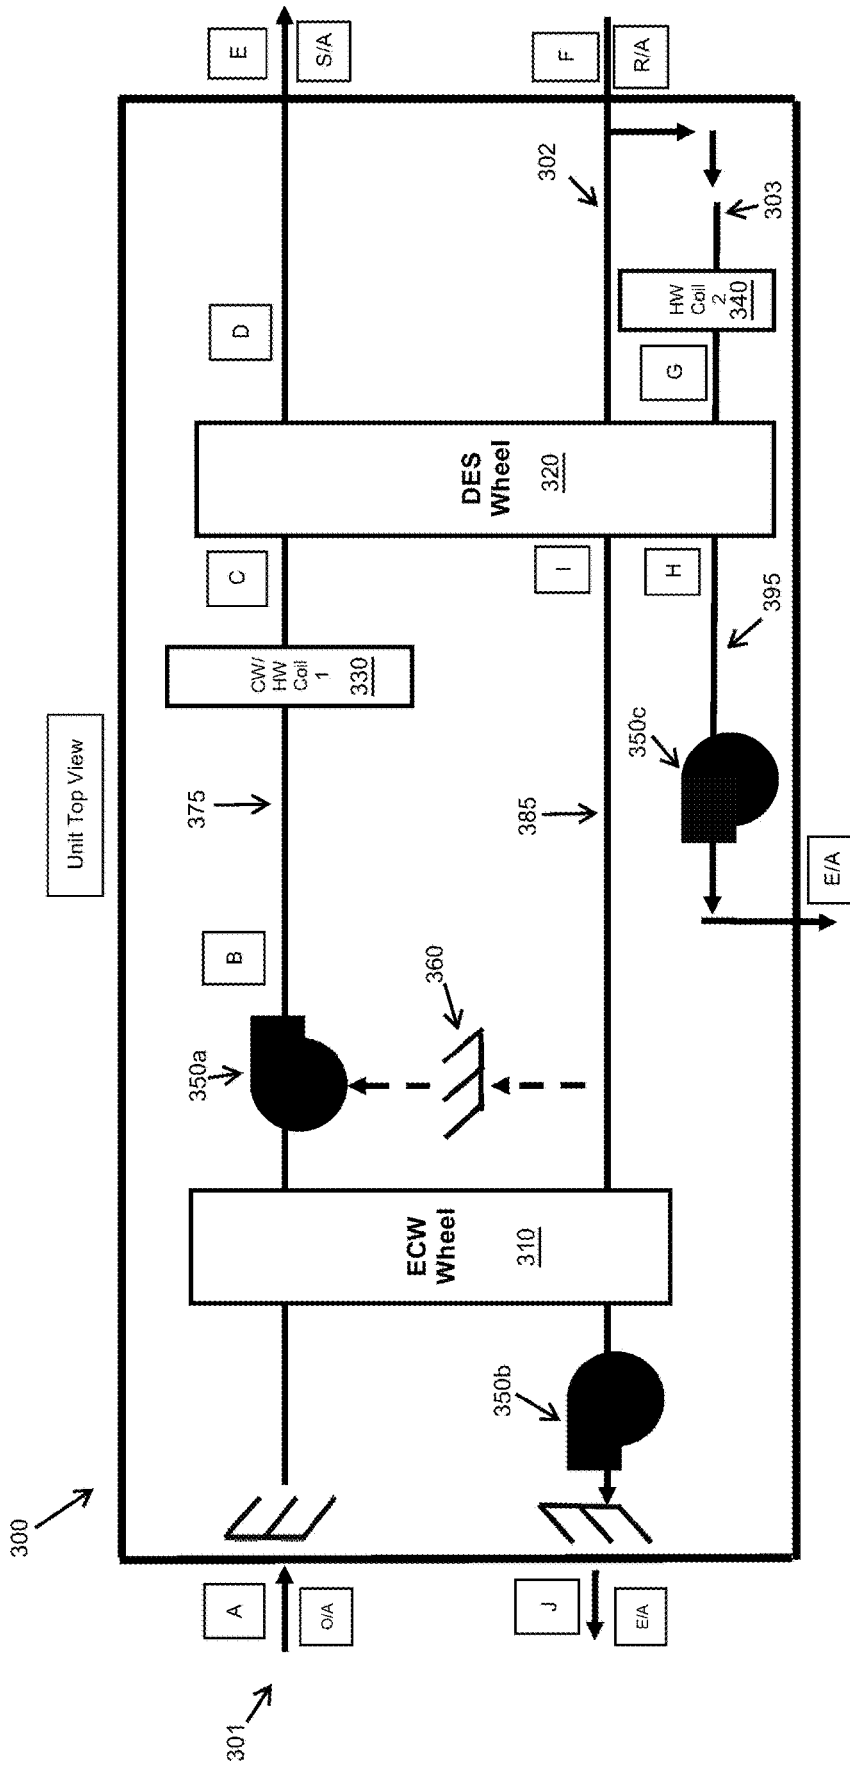 Unit Top View
300
301
A
O/A
J
E/A
350b
ECW
Wheel
310
350a
B
360
375
385
CW/
HW
Coil
1
330
350c
395
E/A
C
I
H
DES
Wheel
320
D
G
HW
Coil
2
340
302
303
E
S/A
F
R/A